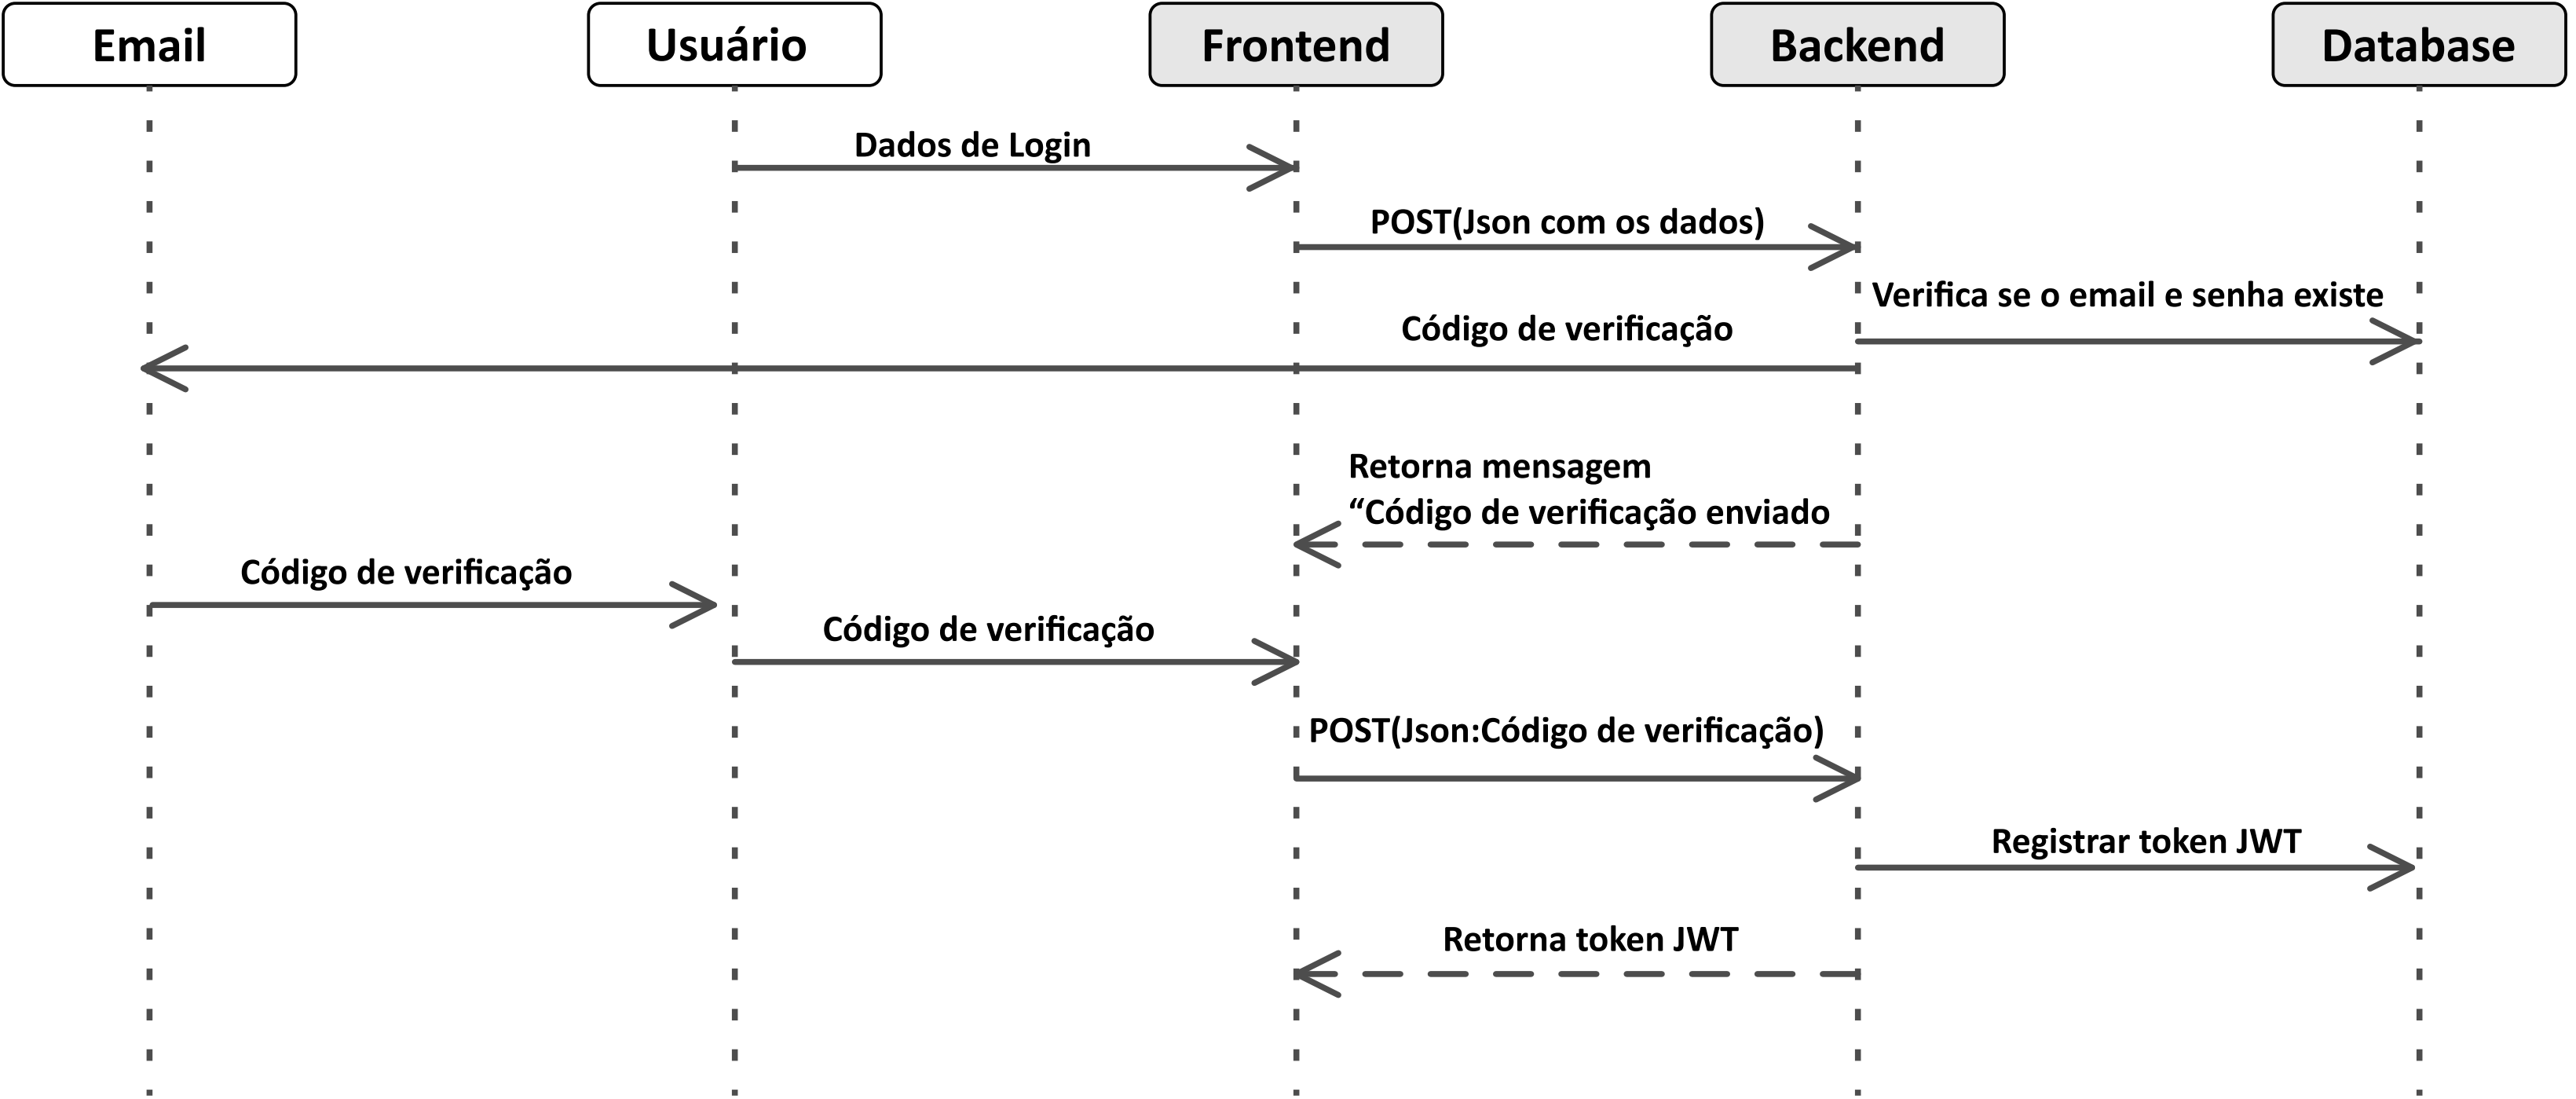 Email
Usuário
Frontend
Backend
Database
Dados de Login
POST(Json com os dados)
Verifica se o email e senha existe
Código de verificação
Retorna mensagem
“Código de verificação enviado
Código de verificação
Código de verificação
POST(Json:Código de verificação)
Registrar token JWT
Retorna token JWT